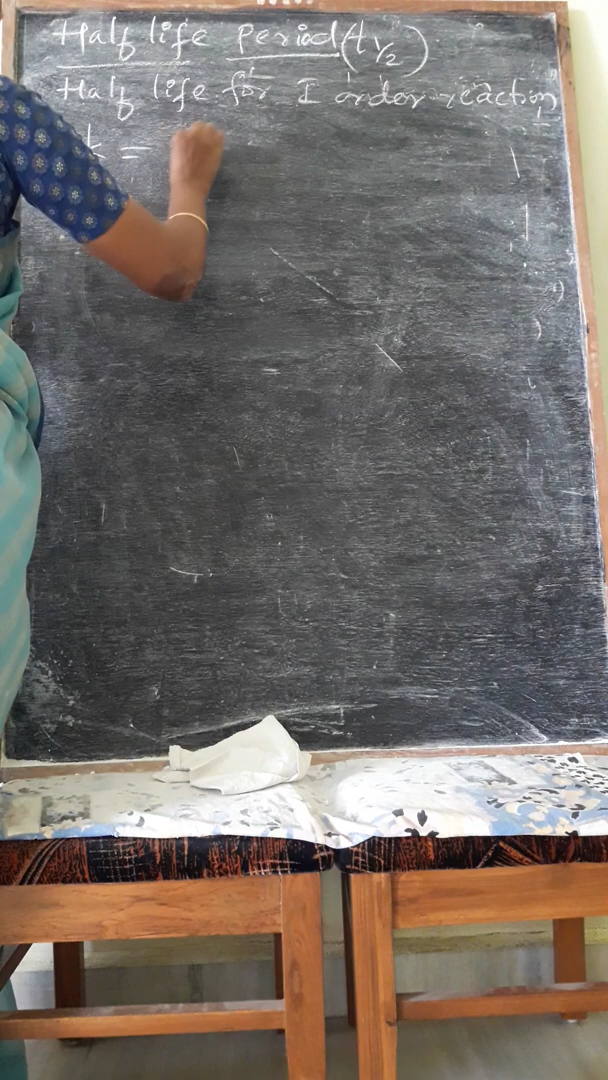 Half life period (t 1/2)
Half life for I order reaction
k =